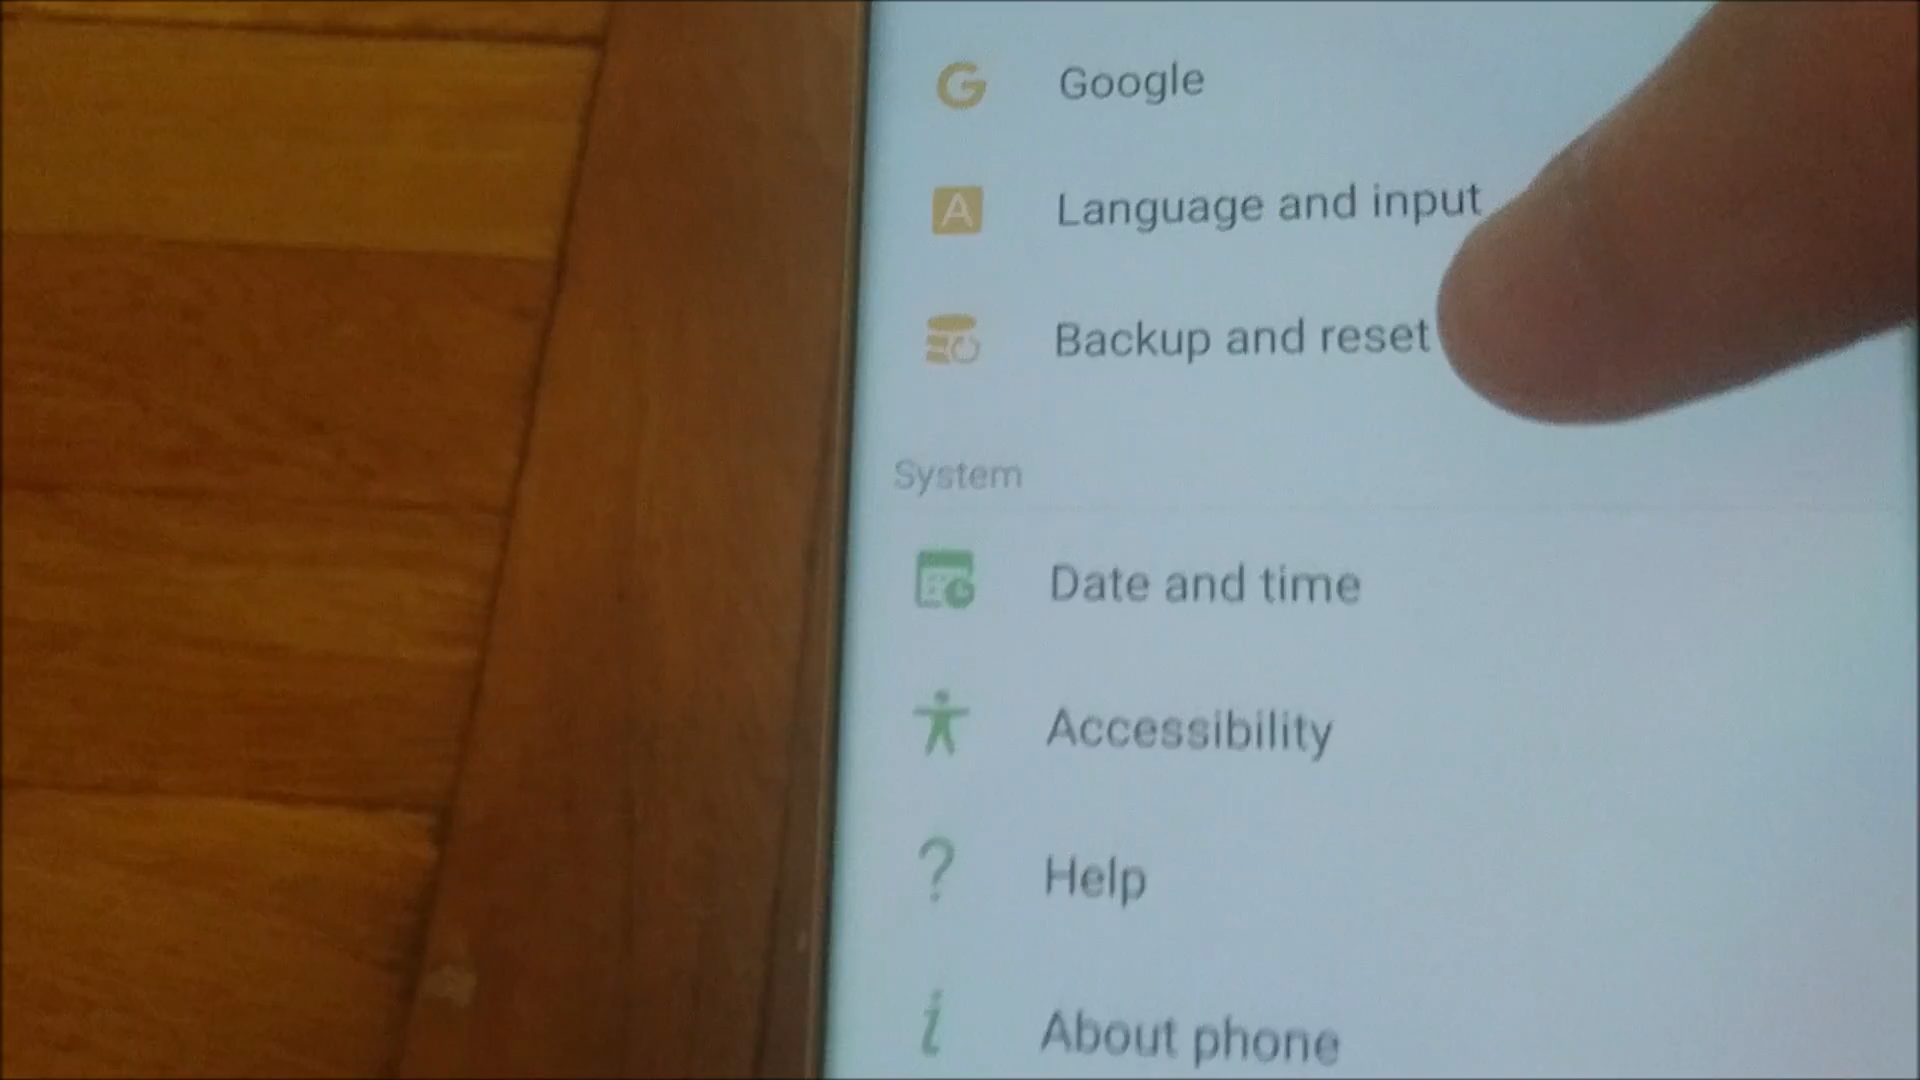 Google
Language and input
Backup and reset
System
Date and time
Accessibility
Help
About phone